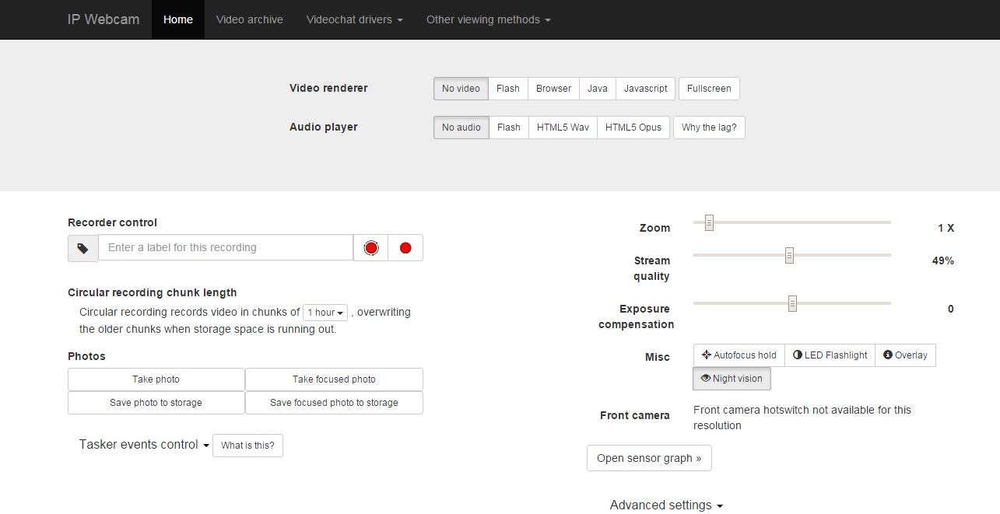 IP Webcam Home Video archive Videochat drivers Other viewing methods
Video renderer No video Flash Browser Java Javascript Fullscreen
Audio player No audio Flash HTML5 Wav HTML5 Opus Why the lag?
Recorder control
Enter a label for this recording
Circular recording chunk length
Circular recording records video in chunks of 1 hour , overwriting
the older chunks when storage space is running out.
Photos
Take photo Take focused photo
Save photo to storage Save focused photo to storage
Tasker events control What is this?
Zoom 1 X
Stream 49%
quality
Exposure 0
compensation
Misc Autofocus hold LED Flashlight Overlay
Night vision
Front camera Front camera hotswitch not available for this
resolution
Open sensor graph »
Advanced settings